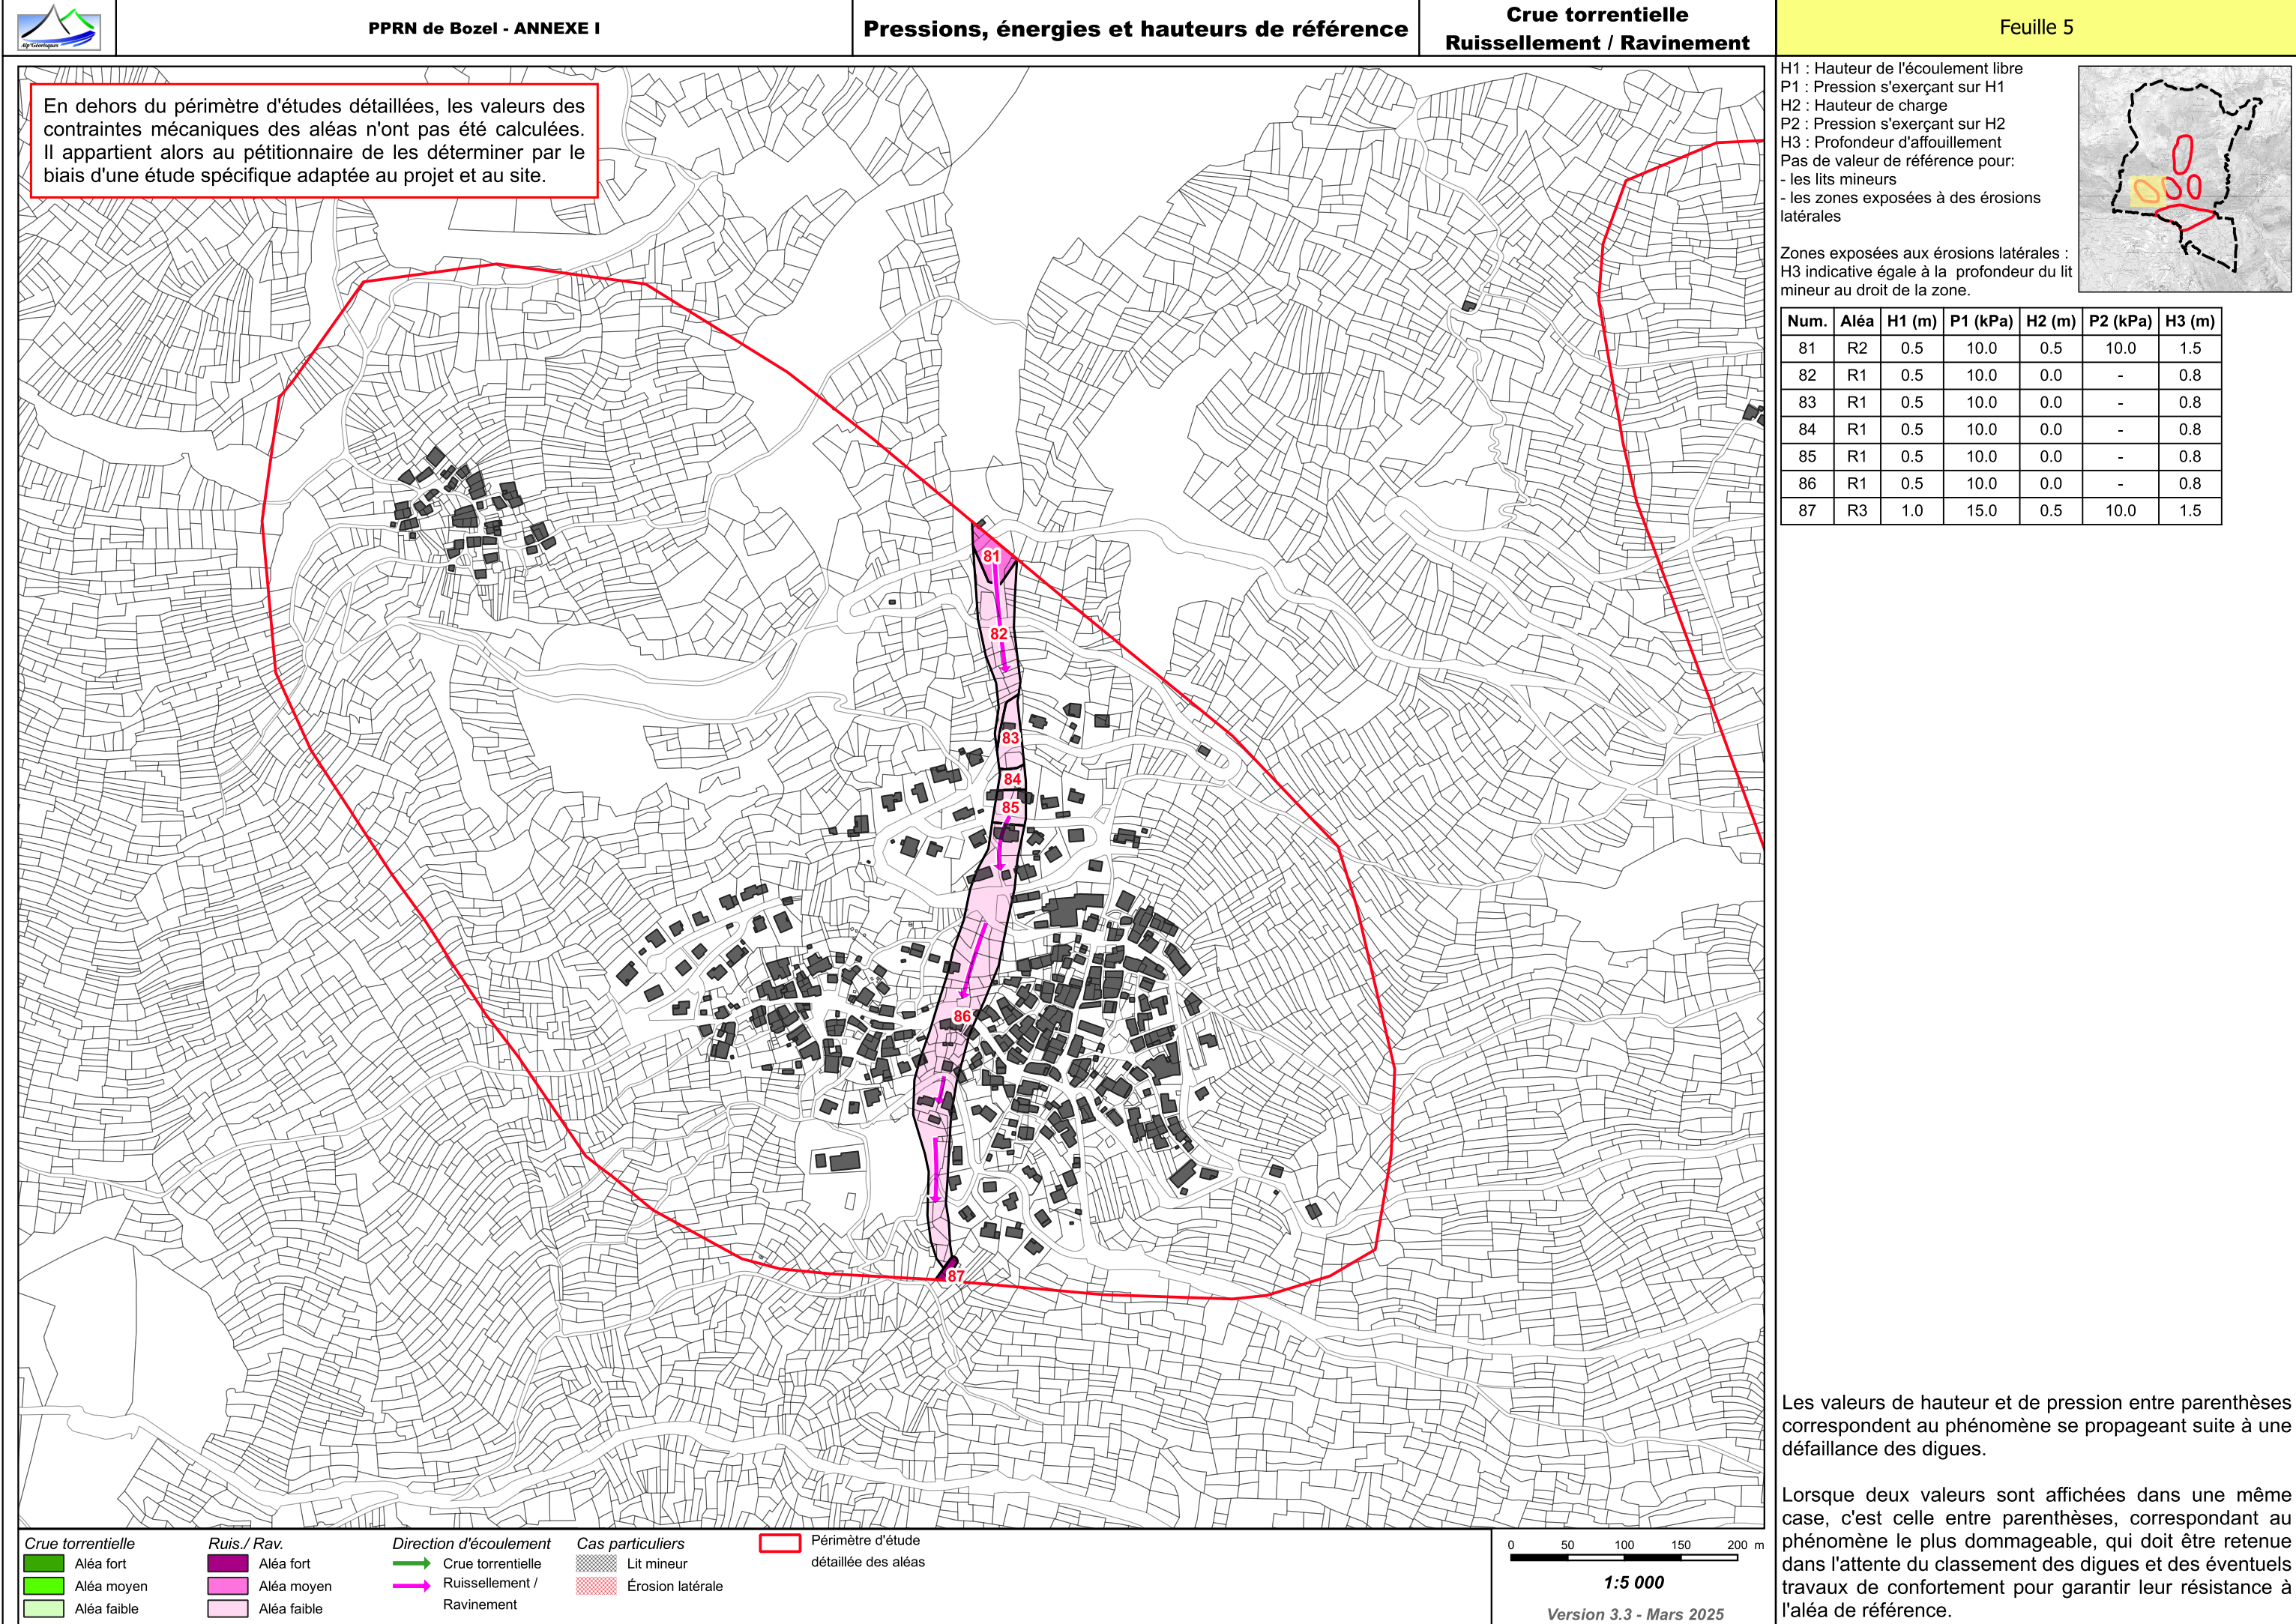 Alp'Géorisques
PPRN de Bozel - ANNEXE I
Pressions, énergies et hauteurs de référence
Crue torrentielle
Ruissellement / Ravinement
Feuille 5
En dehors du périmètre d'études détaillées, les valeurs des
contraintes mécaniques des aléas n'ont pas été calculées.
Il appartient alors au pétitionnaire de les déterminer par le
biais d'une étude spécifique adaptée au projet et au site.
81
82
83
84
85
86
87
H1 : Hauteur de l'écoulement libre
P1 : Pression s'exerçant sur H1
H2 : Hauteur de charge
P2 : Pression s'exerçant sur H2
H3 : Profondeur d'affouillement
Pas de valeur de référence pour:
- les lits mineurs
- les zones exposées à des érosions
latérales
Zones exposées aux érosions latérales :
H3 indicative égale à la profondeur du lit
mineur au droit de la zone.
Num. Aléa H1 (m) P1 (kPa) H2 (m) P2 (kPa) H3 (m)
81 R2 0.5 10.0 0.5 10.0 1.5
82 R1 0.5 10.0 0.0 - 0.8
83 R1 0.5 10.0 0.0 - 0.8
84 R1 0.5 10.0 0.0 - 0.8
85 R1 0.5 10.0 0.0 - 0.8
86 R1 0.5 10.0 0.0 - 0.8
87 R3 1.0 15.0 0.5 10.0 1.5
Les valeurs de hauteur et de pression entre parenthèses
correspondent au phénomène se propageant suite à une
défaillance des digues.
Lorsque deux valeurs sont affichées dans une même
case, c'est celle entre parenthèses, correspondant au
phénomène le plus dommageable, qui doit être retenue
dans l'attente du classement des digues et des éventuels
travaux de confortement pour garantir leur résistance à
l'aléa de référence.
Crue torrentielle
Aléa fort
Aléa moyen
Aléa faible
Ruis./ Rav.
Aléa fort
Aléa moyen
Aléa faible
Direction d'écoulement
Crue torrentielle
Ruissellement /
Ravinement
Cas particuliers
Lit mineur
Érosion latérale
Périmètre d'étude
détaillée des aléas
0 50 100 150 200 m
1:5 000
Version 3.3 - Mars 2025